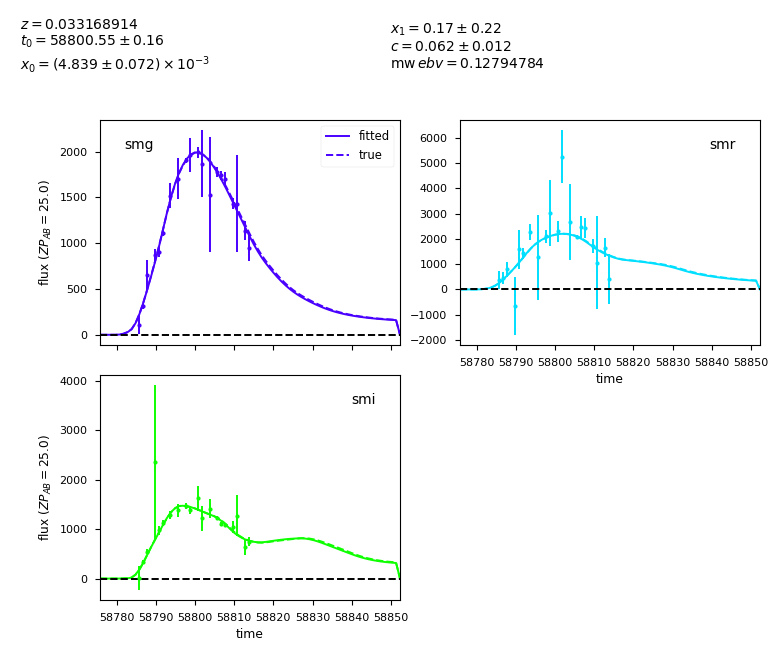 z = 0.033168914
t₀ = 58800.55 ± 0.16
x₀ = (4.839 ± 0.072) × 10⁻³
x₁ = 0.17 ± 0.22
c = 0.062 ± 0.012
mw ebv = 0.12794784
smg
fitted
true
2000
1500
1000
500
0
flux (ZP_AB = 25.0)
smr
6000
5000
4000
3000
2000
1000
0
−1000
−2000
58780 58790 58800 58810 58820 58830 58840 58850
time
smi
4000
3000
2000
1000
0
flux (ZP_AB = 25.0)
58780 58790 58800 58810 58820 58830 58840 58850
time